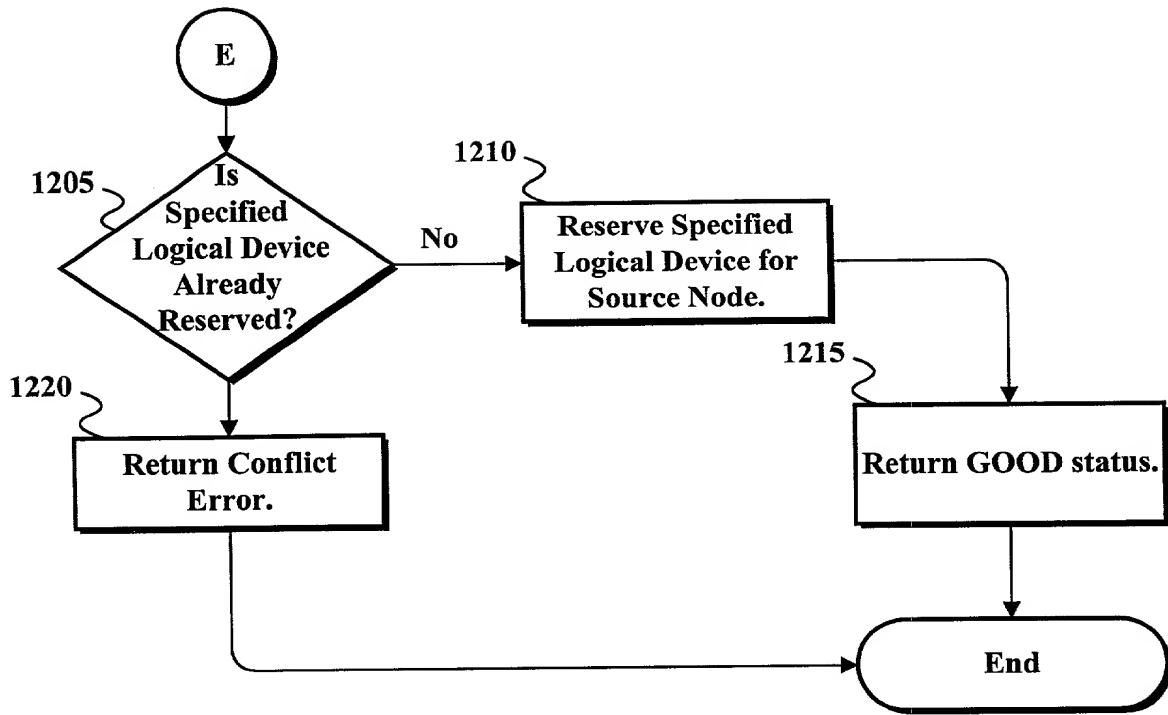 E
1205
Is
Specified
Logical Device
Already
Reserved?
No
1210
Reserve Specified
Logical Device for
Source Node.
1215
Return GOOD status.
1220
Return Conflict
Error.
End